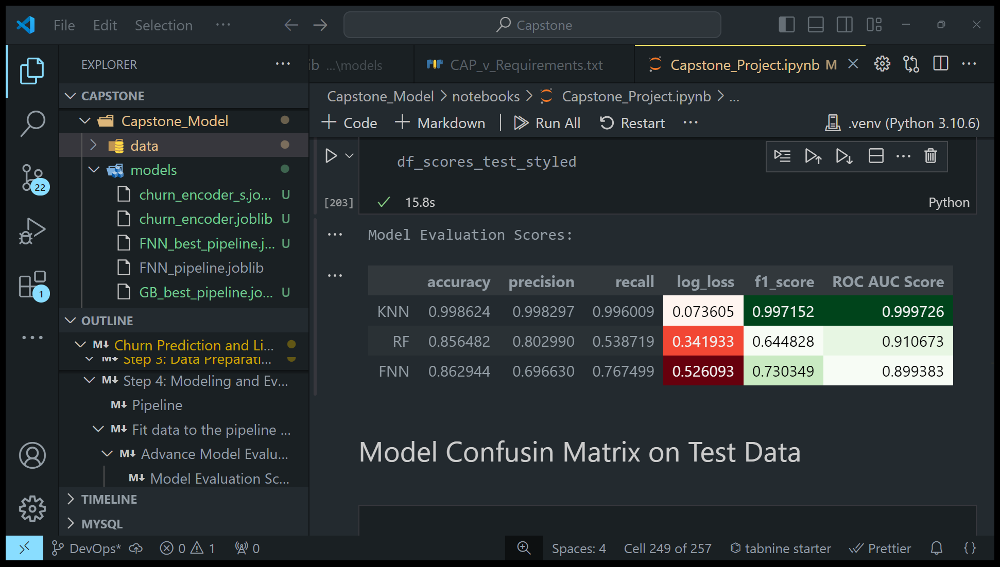 File Edit Selection ···
Capstone
EXPLORER ···
CAPSTONE
Capstone_Model
data
models
churn_encoder_s.jo... U
churn_encoder.joblib U
FNN_best_pipeline.j... U
FNN_pipeline.joblib
GB_best_pipeline.jo... U
OUTLINE
M Churn Prediction and Li...
M Step 3: Data Preparati...
M Step 4: Modeling and Ev...
M Pipeline
M Fit data to the pipeline ...
M Advance Model Evalu...
M Model Evaluation Sc...
TIMELINE
MYSQL
22
1
ib ...\models
CAP_v_Requirements.txt
Capstone_Project.ipynb M
Capstone_Model > notebooks > Capstone_Project.ipynb > ...
+ Code + Markdown | Run All Restart ··· .venv (Python 3.10.6)
df_scores_test_styled
[203] 15.8s Python
Model Evaluation Scores:
accuracy precision recall log_loss f1_score ROC AUC Score
KNN 0.998624 0.998297 0.996009 0.073605 0.997152 0.999726
RF 0.856482 0.802990 0.538719 0.341933 0.644828 0.910673
FNN 0.862944 0.696630 0.767499 0.526093 0.730349 0.899383
Model Confusin Matrix on Test Data
DevOps* 0 1 0 Spaces: 4 Cell 249 of 257 tabnine starter Prettier {}